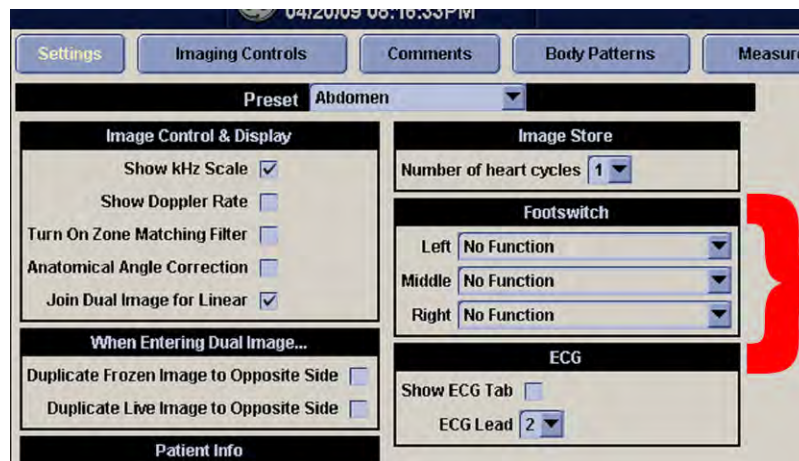 04/20/09 08:16:33PM
Settings
Imaging Controls
Comments
Body Patterns
Measur
Preset Abdomen
Image Control & Display
Show kHz Scale
Show Doppler Rate
Turn On Zone Matching Filter
Anatomical Angle Correction
Join Dual Image for Linear
When Entering Dual Image...
Duplicate Frozen Image to Opposite Side
Duplicate Live Image to Opposite Side
Patient Info
Image Store
Number of heart cycles 1
Footswitch
Left No Function
Middle No Function
Right No Function
ECG
Show ECG Tab
ECG Lead 2